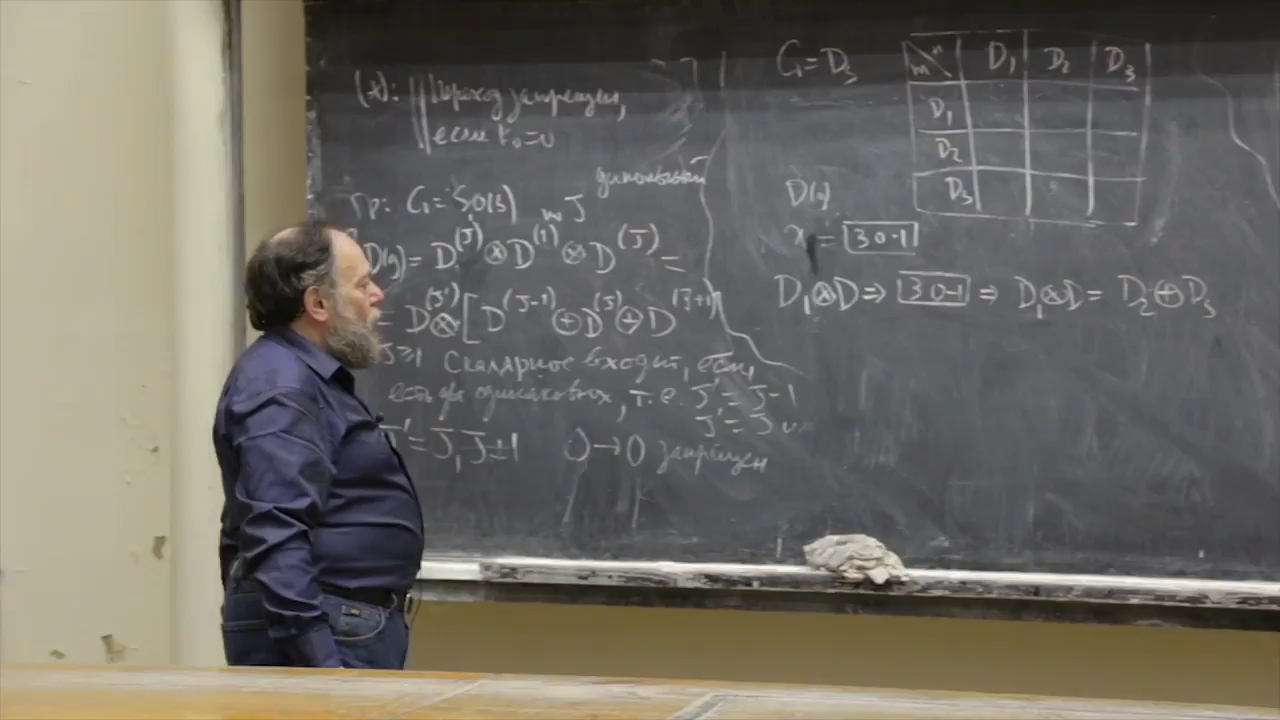 (*): Переход запрещен,
если r₀=0
Пр: G=SO(3) J
дипольный
D(g)= D^(J') ⊗ D^(1) ⊗ D^(J) =
= D^(J') ⊗ [ D^(J-1) ⊕ D^(J) ⊕ D^(J+1)
J≥1 Скалярное входит, если
есть два одинаковых, т.е. J' = J-1
J' = J
J' = J, J±1 0→0 запрещен
G = D₃
m n D₁ D₂ D₃
D₁
D₂
D₃
D(g)
χ = 3 0 -1
D₁⊗D ⇒ 3 0 -1 ⇒ D₁⊗D = D₂ ⊕ D₃